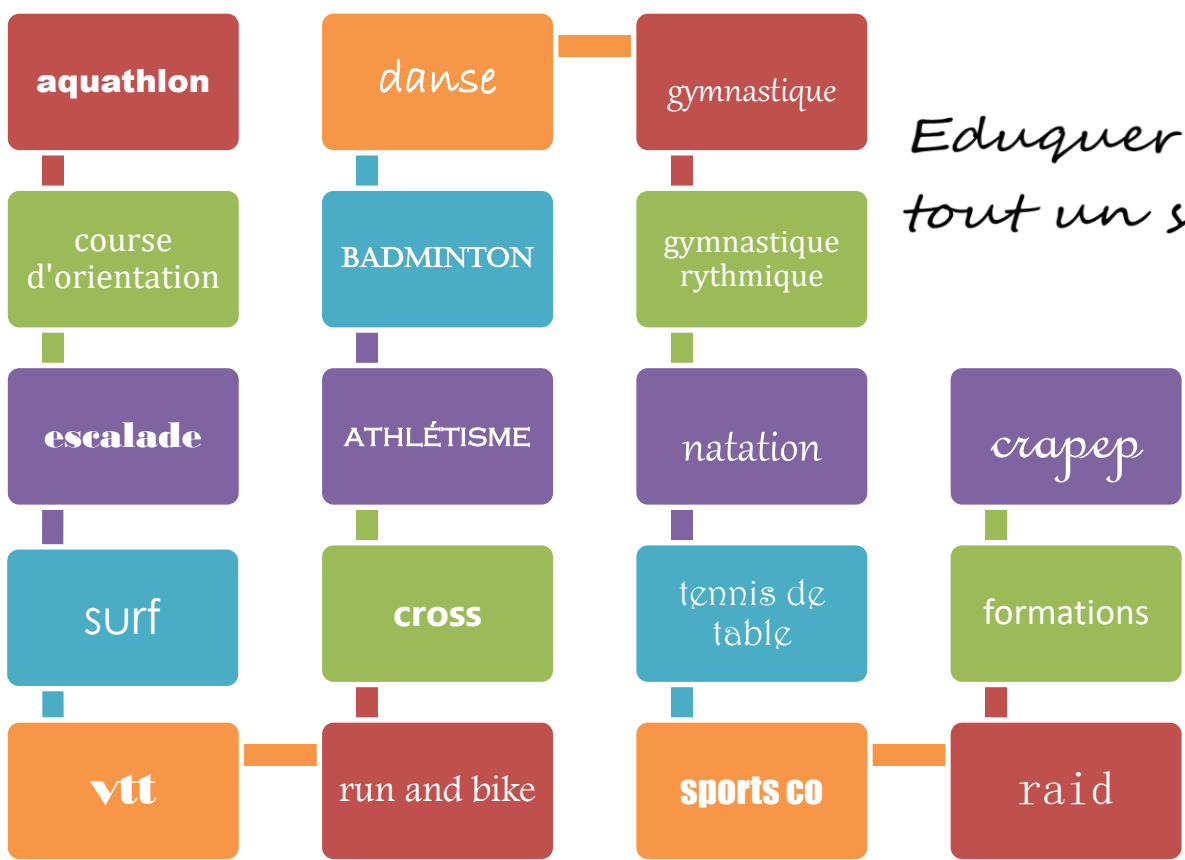 aquathlon
course
d'orientation
escalade
surf
vtt
run and bike
cross
ATHLÉTISME
BADMINTON
danse
gymnastique
gymnastique
rythmique
natation
tennis de
table
sports co
raid
formations
crapep
Eduquer
tout un s